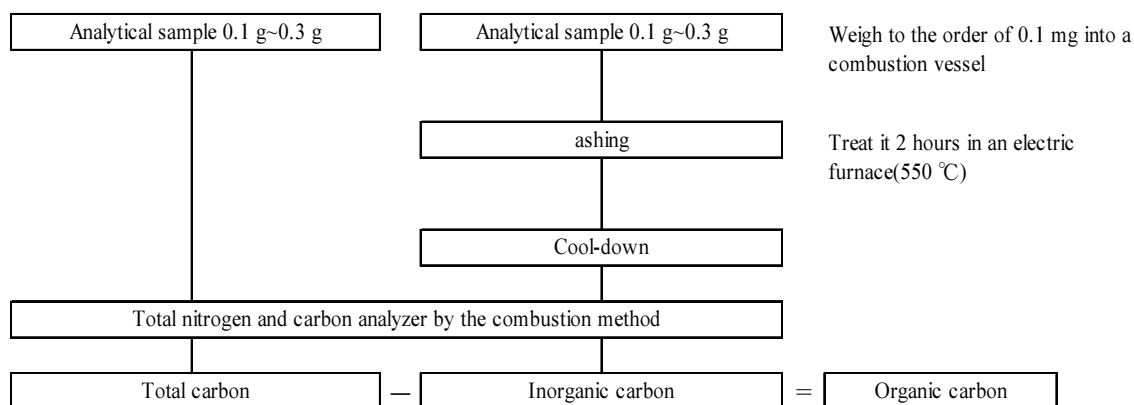 Analytical sample 0.1 g~0.3 g
Analytical sample 0.1 g~0.3 g
Weigh to the order of 0.1 mg into a
combustion vessel
ashing
Treat it 2 hours in an electric
furnace(550 ℃)
Cool-down
Total nitrogen and carbon analyzer by the combustion method
Total carbon
—
Inorganic carbon
=
Organic carbon